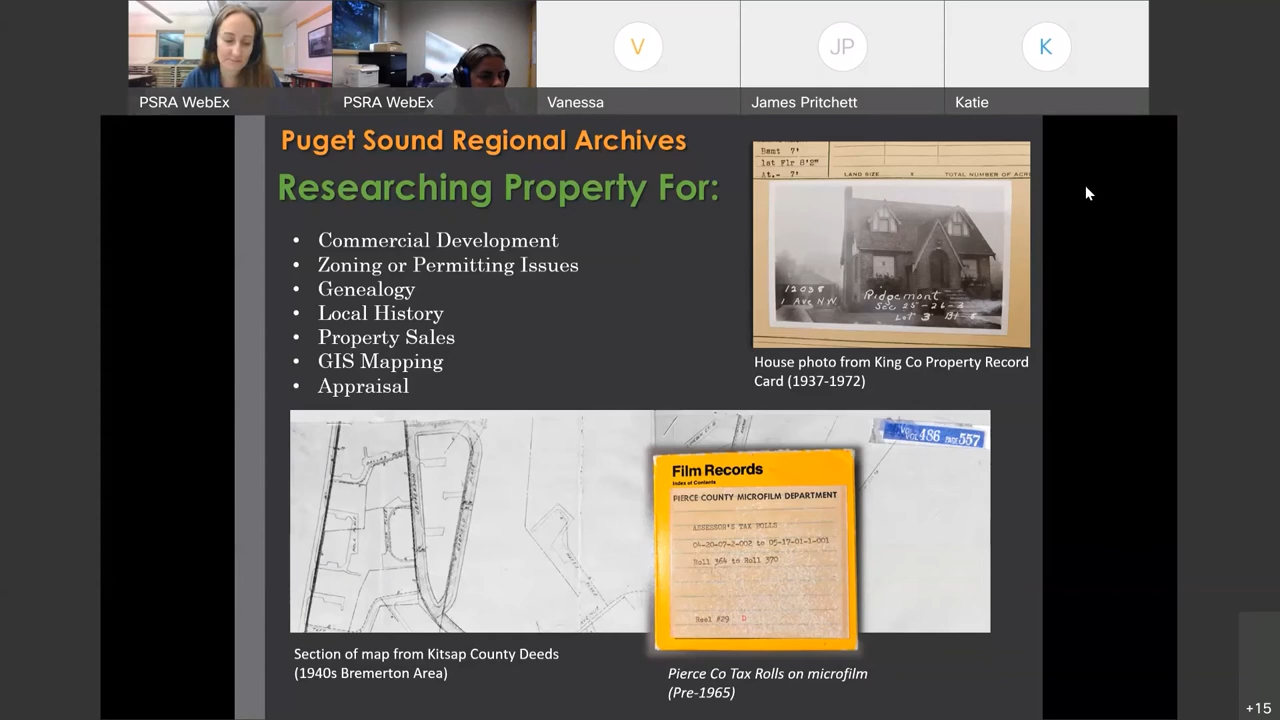 V
JP
K
PSRA WebEx
PSRA WebEx
Vanessa
James Pritchett
Katie
Puget Sound Regional Archives
Researching Property For:
• Commercial Development
• Zoning or Permitting Issues
• Genealogy
• Local History
• Property Sales
• GIS Mapping
• Appraisal
Bsmt 7'
1st Flr 8'2"
At.- 7'
LAND SIZE
TOTAL NUMBER OF ACR
12038
1 Ave N.W.
Ridgemont
Sec 25-26-
Lot 3
House photo from King Co Property Record
Card (1937-1972)
VOL 486 PAGE 557
Film Records
Index of Contents
PIERCE COUNTY MICROFILM DEPARTMENT
ASSESSOR'S TAX ROLLS
04-20-07-2-002 to 05-17-01-1-001
Roll 364 to Roll 370
Reel #29 D
Section of map from Kitsap County Deeds
(1940s Bremerton Area)
Pierce Co Tax Rolls on microfilm
(Pre-1965)
+15